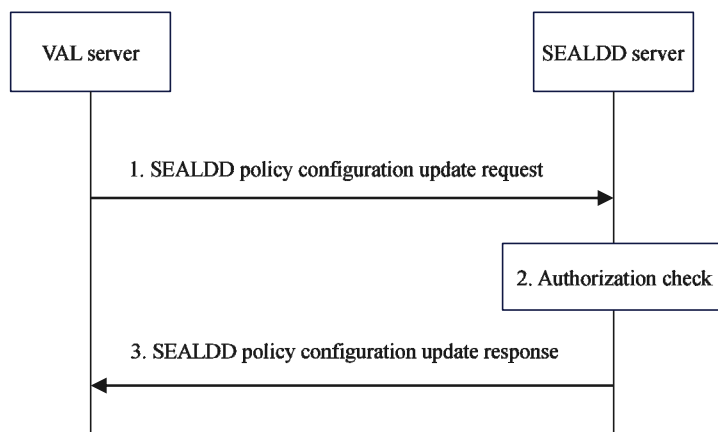 VAL server
SEALDD server
1. SEALDD policy configuration update request
2. Authorization check
3. SEALDD policy configuration update response